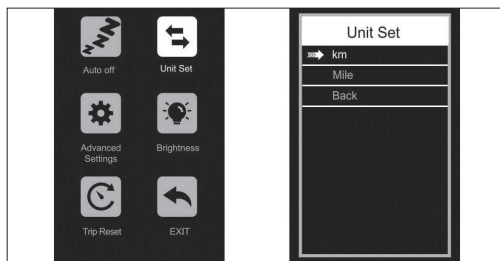 Auto off
Unit Set
Advanced
Settings
Brightness
Trip Reset
EXIT
Unit Set
km
Mile
Back